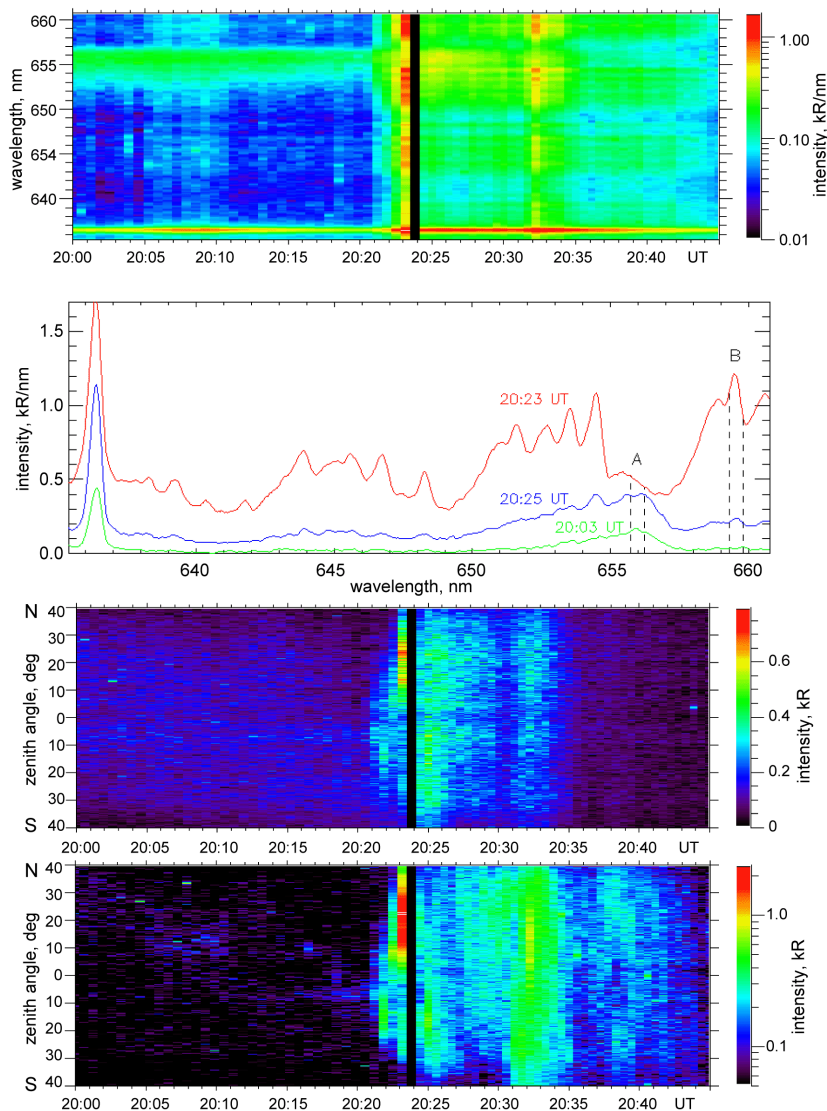 660
655
650
654
640
wavelength, nm
20:00 20:05 20:10 20:15 20:20 20:25 20:30 20:35 20:40 UT
1.00
0.10
0.01
intensity, kR/nm
1.5
1.0
0.5
0.0
intensity, kR/nm
20:23 UT
B
A
20:25 UT
20:03 UT
640 645 650 655 660
wavelength, nm
N
40
30
20
10
0
10
20
30
S 40
zenith angle, deg
20:00 20:05 20:10 20:15 20:20 20:25 20:30 20:35 20:40 UT
0.6
0.4
0.2
0
intensity, kR
N
40
30
20
10
0
10
20
30
S 40
zenith angle, deg
20:00 20:05 20:10 20:15 20:20 20:25 20:30 20:35 20:40 UT
1.0
0.1
intensity, kR